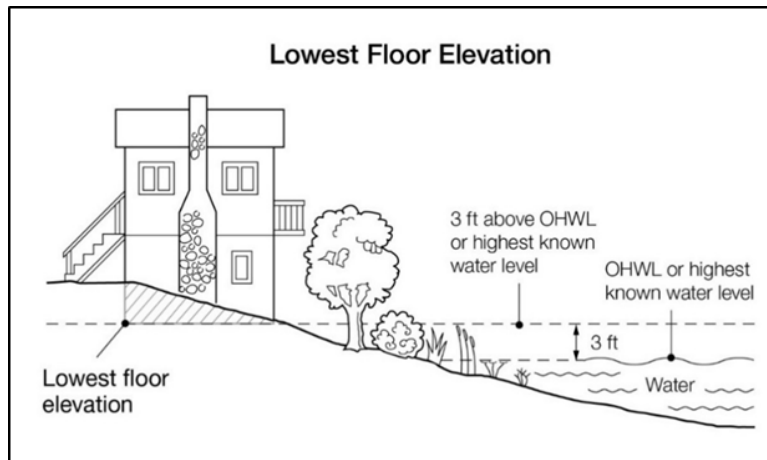 Lowest Floor Elevation
3 ft above OHWL
or highest known
water level
OHWL or highest
known water level
3 ft
Water
Lowest floor
elevation